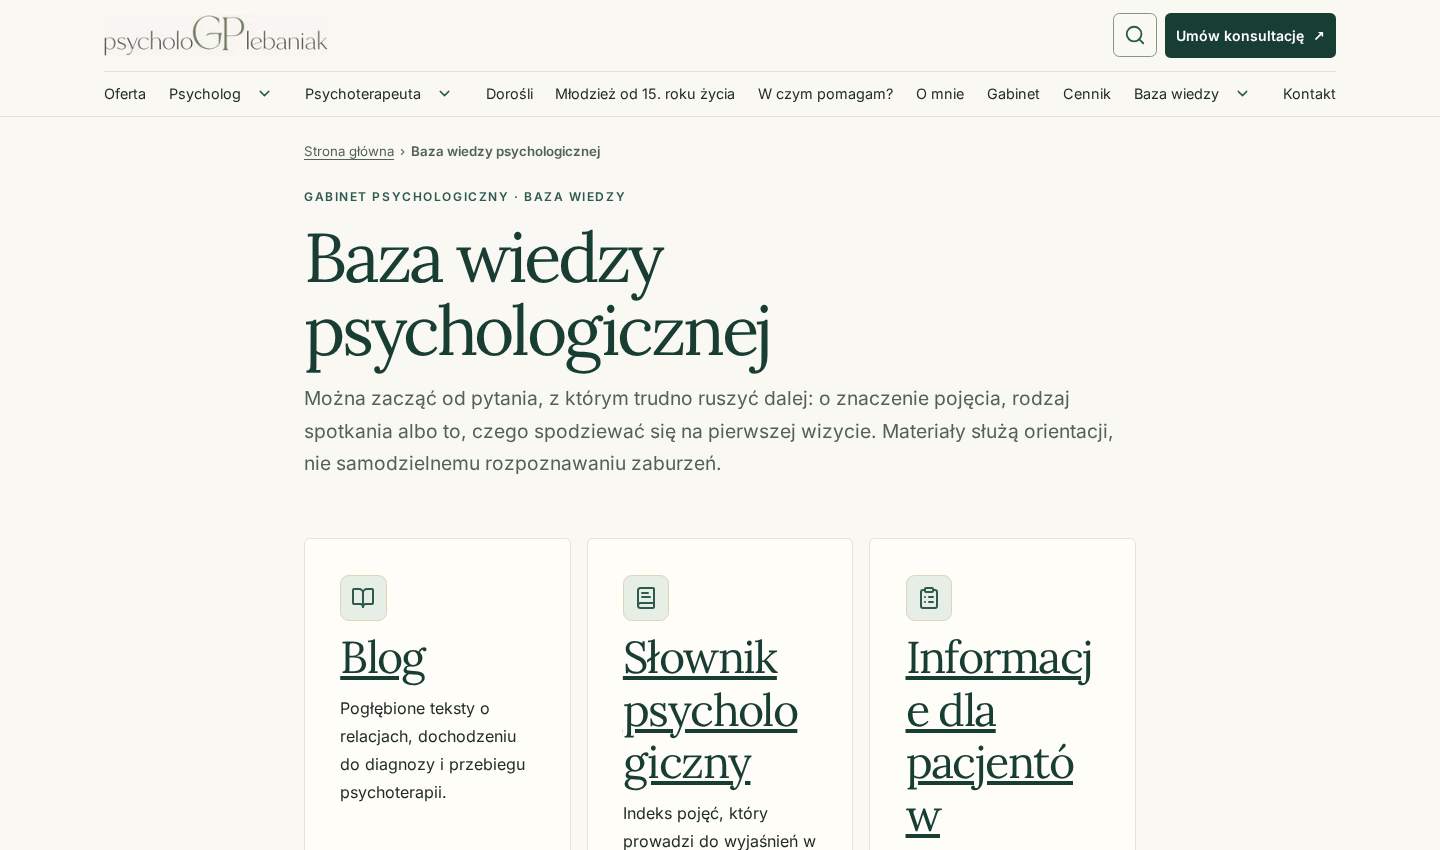 psycholoGPlebaniak
Umów konsultację ↗
Oferta Psycholog Psychoterapeuta Dorośli Młodzież od 15. roku życia W czym pomagam? O mnie Gabinet Cennik Baza wiedzy Kontakt
Strona główna › Baza wiedzy psychologicznej
GABINET PSYCHOLOGICZNY · BAZA WIEDZY
Baza wiedzy
psychologicznej
Można zacząć od pytania, z którym trudno ruszyć dalej: o znaczenie pojęcia, rodzaj
spotkania albo to, czego spodziewać się na pierwszej wizycie. Materiały służą orientacji,
nie samodzielnemu rozpoznawaniu zaburzeń.
Blog
Pogłębione teksty o
relacjach, dochodzeniu
do diagnozy i przebiegu
psychoterapii.
Słownik
psycholo
giczny
Indeks pojęć, który
prowadzi do wyjaśnień w
Informacj
e dla
pacjentó
w